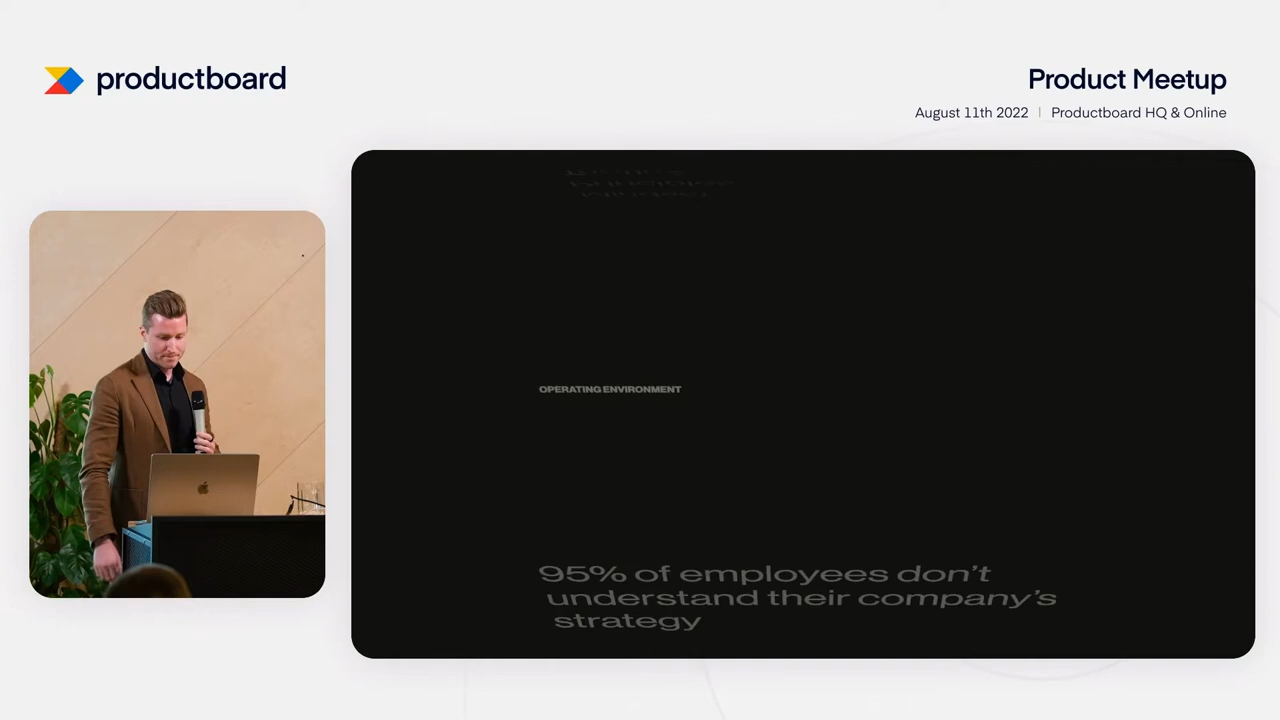 productboard
Product Meetup
August 11th 2022 | Productboard HQ & Online
OPERATING ENVIRONMENT
95% of employees don't
understand their company's
strategy